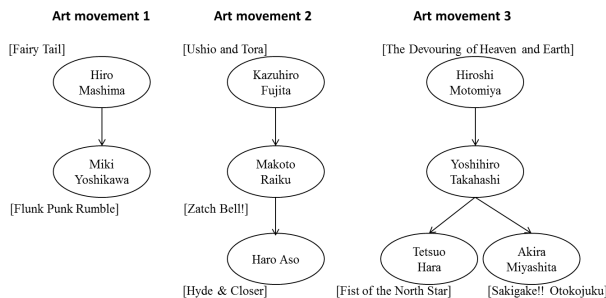 Art movement 1
Art movement 2
Art movement 3
[Fairy Tail]
Hiro
Mashima
Miki
Yoshikawa
[Flunk Punk Rumble]
[Ushio and Tora]
Kazuhiro
Fujita
Makoto
Raiku
[Zatch Bell!]
Haro Aso
[Hyde & Closer]
[The Devouring of Heaven and Earth]
Hiroshi
Motomiya
Yoshihiro
Takahashi
Tetsuo
Hara
[Fist of the North Star]
Akira
Miyashita
[Sakigake!! Otokojuku]